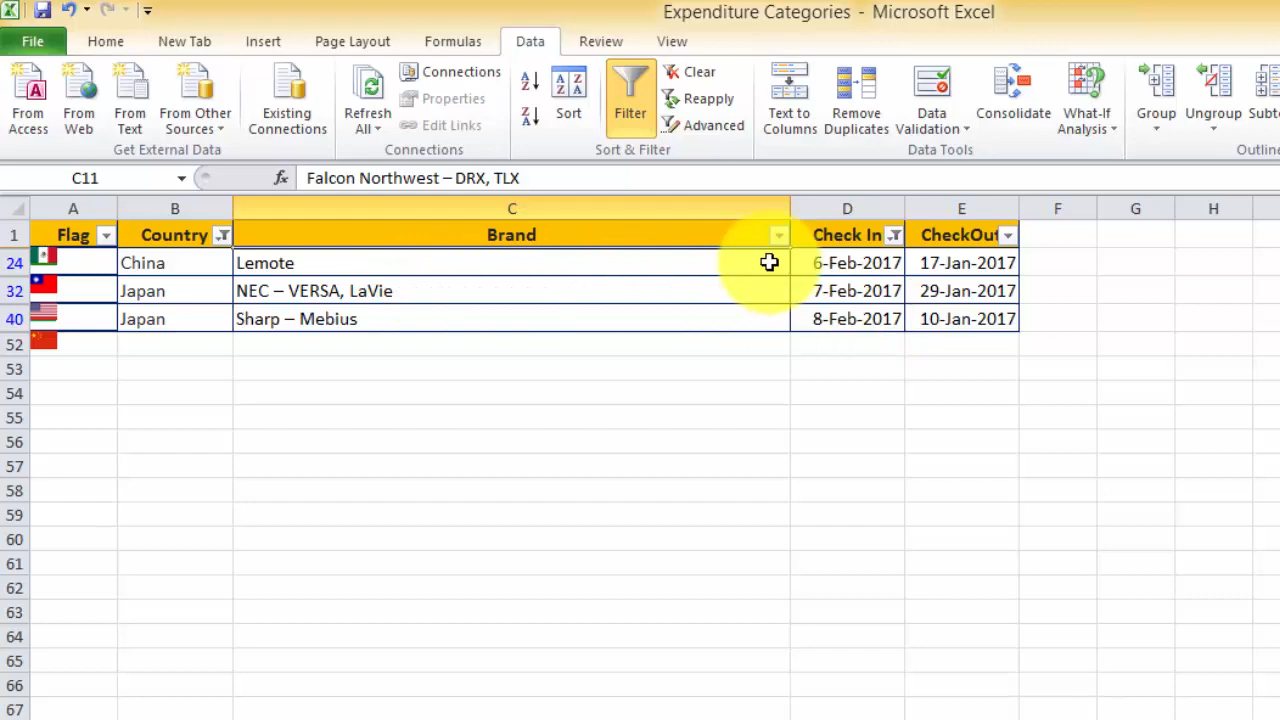 Expenditure Categories - Microsoft Excel
File Home New Tab Insert Page Layout Formulas Data Review View
From Access
From Web
From Text
From Other Sources
Get External Data
Existing Connections
Refresh All
Connections
Properties
Edit Links
Connections
Sort
Filter
Clear
Reapply
Advanced
Sort & Filter
Text to Columns
Remove Duplicates
Data Validation
Consolidate
What-If Analysis
Data Tools
Group
Ungroup
Subto
Outline
C11 fx Falcon Northwest – DRX, TLX
A B C D E F G H
1 Flag Country Brand Check In CheckOut
24 China Lemote 6-Feb-2017 17-Jan-2017
32 Japan NEC – VERSA, LaVie 7-Feb-2017 29-Jan-2017
40 Japan Sharp – Mebius 8-Feb-2017 10-Jan-2017
52
53
54
55
56
57
58
59
60
61
62
63
64
65
66
67